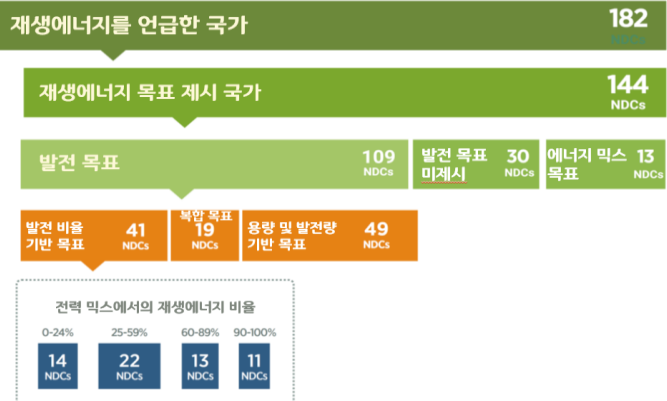 재생에너지를 언급한 국가
182
NDCs
재생에너지 목표 제시 국가
144
NDCs
발전 목표
109
NDCs
발전 목표
미제시
30
NDCs
에너지 믹스
목표
13
NDCs
발전 비율
기반 목표
41
NDCs
복합 목표
19
NDCs
용량 및 발전량
기반 목표
49
NDCs
전력 믹스에서의 재생에너지 비율
0-24%
25-59%
60-89%
90-100%
14
NDCs
22
NDCs
13
NDCs
11
NDCs